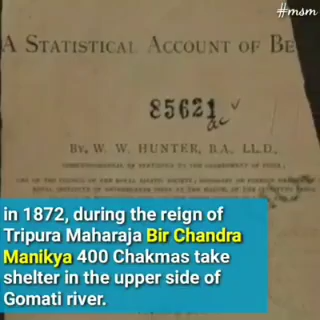 #msm
A STATISTICAL ACCOUNT OF BE
85621
BY, W. W. HUNTER, B.A., LL.D.,
in 1872, during the reign of
Tripura Maharaja Bir Chandra
Manikya 400 Chakmas take
shelter in the upper side of
Gomati river.